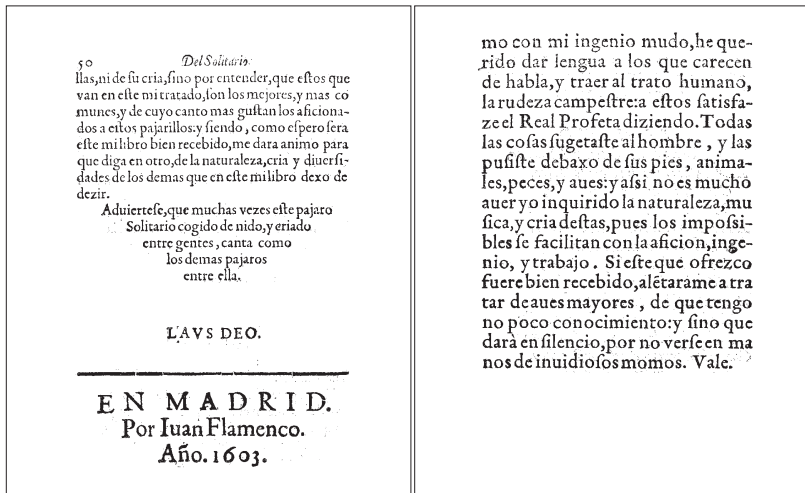 50 Del Solitario.
llas, ni de ſu cria, ſino por entender, que eſtos que
van en eſte mi tratado, ſon los mejores, y mas co
munes, y de cuyo canto mas guſtan los aficiona-
dos a eſtos pajarillos: y ſiendo, como eſpero ſera
eſte mi libro bien recebido, me dara animo para
que diga en otro, de la naturaleza, cria y diuerſi-
dades de los demas que en eſte mi libro dexo de
dezir.
Aduierteſe, que muchas vezes eſte pajaro
Solitario cogido de nido, y criado
entre gentes, canta como
los demas pajaros
entre ella.
LAVS DEO.
EN MADRID.
Por Iuan Flamenco.
Año. 1603.
mo con mi ingenio mudo, he que-
rido dar lengua a los que carecen
de habla, y traer al trato humano,
la rudeza campeſtre: a eſtos ſatisfa-
ze el Real Profeta diziendo. Todas
las coſas ſugetaſte al hombre, y las
puſiſte debaxo de ſus pies, anima-
les, peces, y aues: y aſsi no es mucho
auer yo inquirido la naturaleza, mu
ſica, y cria deſtas, pues los impoſsi-
bles ſe facilitan con la aficion, inge-
nio, y trabajo. Si eſte que ofrezco
fuere bien recebido, alẽtarame a tra
tar de aues mayores, de que tengo
no poco conocimiento: y ſino que
darà en ſilencio, por no verſe en ma
nos de inuidioſos momos. Vale.